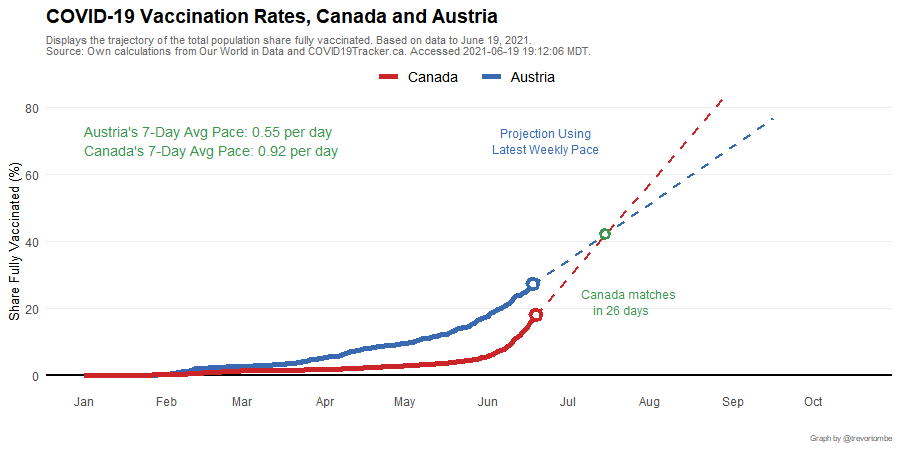 COVID-19 Vaccination Rates, Canada and Austria
Displays the trajectory of the total population share fully vaccinated. Based on data to June 19, 2021.
Source: Own calculations from Our World in Data and COVID19Tracker.ca. Accessed 2021-06-19 19:12:06 MDT.
Canada Austria
80
Austria's 7-Day Avg Pace: 0.55 per day
Canada's 7-Day Avg Pace: 0.92 per day
Projection Using
Latest Weekly Pace
Share Fully Vaccinated (%)
60
40
Canada matches
in 26 days
20
0
Jan Feb Mar Apr May Jun Jul Aug Sep Oct
Graph by @trevortombe